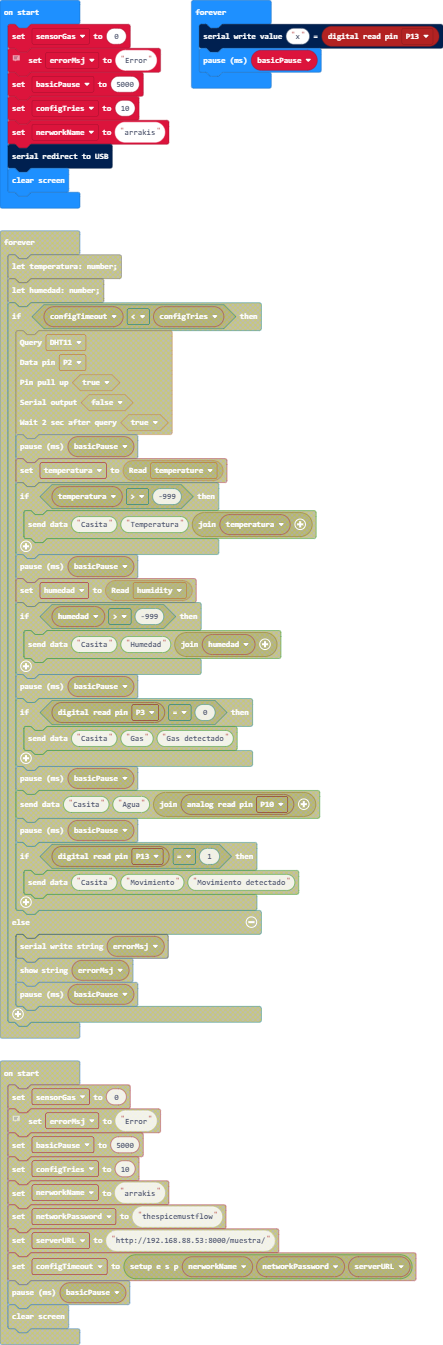 on start
set sensorGas to 0
set errorMsj to "Error"
set basicPause to 5000
set configTries to 10
set nerworkName to "arrakis"
serial redirect to USB
clear screen
forever
serial write value "x" = digital read pin P13
pause (ms) basicPause
forever
let temperatura: number;
let humedad: number;
if configTimeout < configTries then
Query DHT11
Data pin P2
Pin pull up true
Serial output false
Wait 2 sec after query true
pause (ms) basicPause
set temperatura to Read temperature
if temperatura > -999 then
send data "Casita" "Temperatura" join temperatura
pause (ms) basicPause
set humedad to Read humidity
if humedad > -999 then
send data "Casita" "Humedad" join humedad
pause (ms) basicPause
if digital read pin P3 = 0 then
send data "Casita" "Gas" "Gas detectado"
pause (ms) basicPause
send data "Casita" "Agua" join analog read pin P10
pause (ms) basicPause
if digital read pin P13 = 1 then
send data "Casita" "Movimiento" "Movimiento detectado"
else
serial write string errorMsj
show string errorMsj
pause (ms) basicPause
on start
set sensorGas to 0
set errorMsj to "Error"
set basicPause to 5000
set configTries to 10
set nerworkName to "arrakis"
set networkPassword to "thespicemustflow"
set serverURL to "http://192.168.88.53:8000/muestra/"
set configTimeout to setup e s p nerworkName networkPassword serverURL
pause (ms) basicPause
clear screen